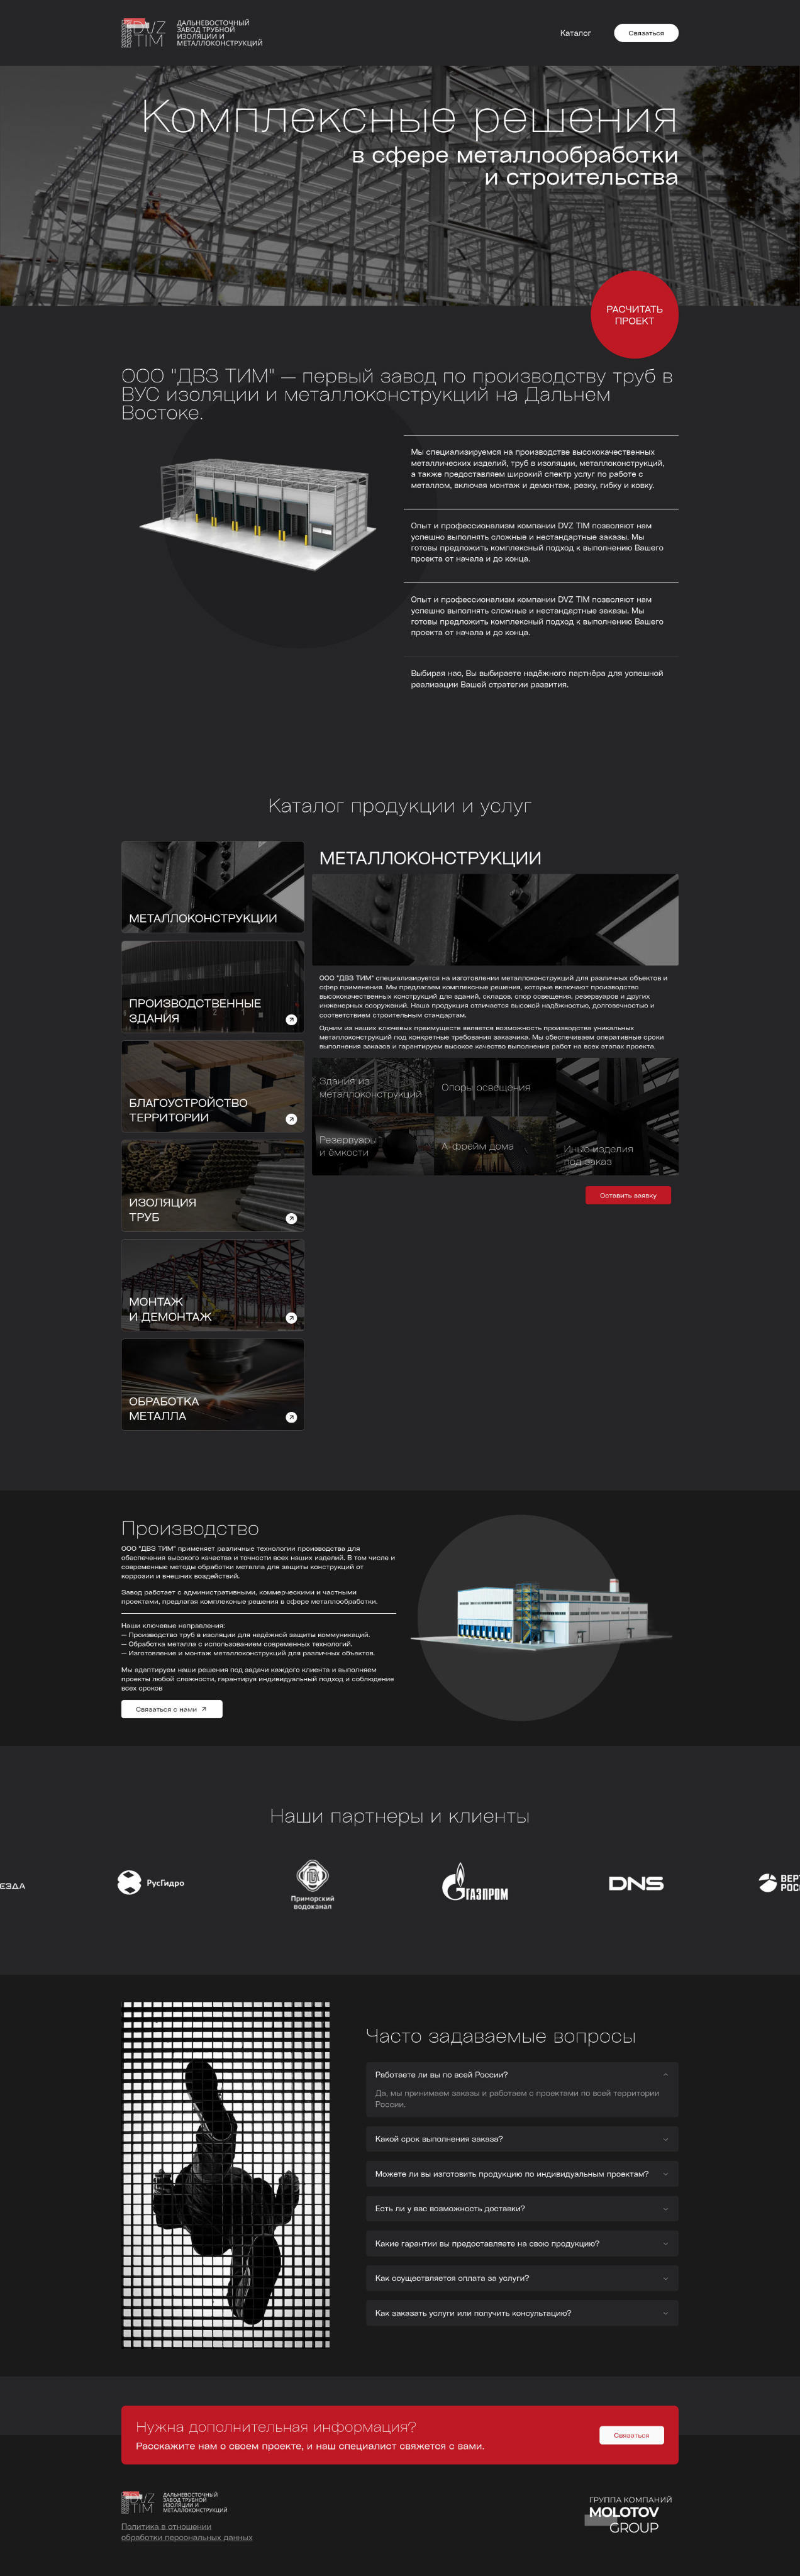 DVZ
TIM
ДАЛЬНЕВОСТОЧНЫЙ
ЗАВОД ТРУБНОЙ
ИЗОЛЯЦИИ И
МЕТАЛЛОКОНСТРУКЦИЙ
Каталог
Связаться
Комплексные решения
в сфере металлообработки
и строительства
РАСЧИТАТЬ
ПРОЕКТ
ООО "ДВЗ ТИМ" — первый завод по производству труб в
ВУС изоляции и металлоконструкций на Дальнем
Востоке.
Мы специализируемся на производстве высококачественных
металлических изделий, труб в изоляции, металлоконструкций,
а также предоставляем широкий спектр услуг по работе с
металлом, включая монтаж и демонтаж, резку, гибку и ковку.
Опыт и профессионализм компании DVZ TIM позволяют нам
успешно выполнять сложные и нестандартные заказы. Мы
готовы предложить комплексный подход к выполнению Вашего
проекта от начала и до конца.
Опыт и профессионализм компании DVZ TIM позволяют нам
успешно выполнять сложные и нестандартные заказы. Мы
готовы предложить комплексный подход к выполнению Вашего
проекта от начала и до конца.
Выбирая нас, Вы выбираете надёжного партнёра для успешной
реализации Вашей стратегии развития.
Каталог продукции и услуг
МЕТАЛЛОКОНСТРУКЦИИ
ПРОИЗВОДСТВЕННЫЕ
ЗДАНИЯ
БЛАГОУСТРОЙСТВО
ТЕРРИТОРИИ
ИЗОЛЯЦИЯ
ТРУБ
МОНТАЖ
И ДЕМОНТАЖ
ОБРАБОТКА
МЕТАЛЛА
МЕТАЛЛОКОНСТРУКЦИИ
ООО "ДВЗ ТИМ" специализируется на изготовлении металлоконструкций для различных объектов и
сфер применения. Мы предлагаем комплексные решения, которые включают производство
высококачественных конструкций для зданий, складов, опор освещения, резервуаров и других
инженерных сооружений. Наша продукция отличается высокой надёжностью, долговечностью и
соответствием строительным стандартам.
Одним из наших ключевых преимуществ является возможность производства уникальных
металлоконструкций под конкретные требования заказчика. Мы обеспечиваем оперативные сроки
выполнения заказов и гарантируем высокое качество выполнения работ на всех этапах проекта.
Здания из
металлоконструкций
Опоры освещения
Резервуары
и ёмкости
А-фрейм дома
Иные изделия
под заказ
Оставить заявку
Производство
ООО "ДВЗ ТИМ" применяет различные технологии производства для
обеспечения высокого качества и точности всех наших изделий. В том числе и
современные методы обработки металла для защиты конструкций от
коррозии и внешних воздействий.
Завод работает с административными, коммерческими и частными
проектами, предлагая комплексные решения в сфере металлообработки.
Наши ключевые направления:
— Производство труб в изоляции для надёжной защиты коммуникаций.
— Обработка металла с использованием современных технологий.
— Изготовление и монтаж металлоконструкций для различных объектов.
Мы адаптируем наши решения под задачи каждого клиента и выполняем
проекты любой сложности, гарантируя индивидуальный подход и соблюдение
всех сроков
Связаться с нами
Наши партнеры и клиенты
ЕЗДА
РусГидро
Приморский
водоканал
ГАЗПРОМ
DNS
ВЕРТ
РОСС
Часто задаваемые вопросы
Работаете ли вы по всей России?
Да, мы принимаем заказы и работаем с проектами по всей территории
России.
Какой срок выполнения заказа?
Можете ли вы изготовить продукцию по индивидуальным проектам?
Есть ли у вас возможность доставки?
Какие гарантии вы предоставляете на свою продукцию?
Как осуществляется оплата за услуги?
Как заказать услуги или получить консультацию?
Нужна дополнительная информация?
Расскажите нам о своем проекте, и наш специалист свяжется с вами.
Связаться
DVZ
TIM
ДАЛЬНЕВОСТОЧНЫЙ
ЗАВОД ТРУБНОЙ
ИЗОЛЯЦИИ И
МЕТАЛЛОКОНСТРУКЦИЙ
Политика в отношении
обработки персональных данных
ГРУППА КОМПАНИЙ
MOLOTOV
GROUP